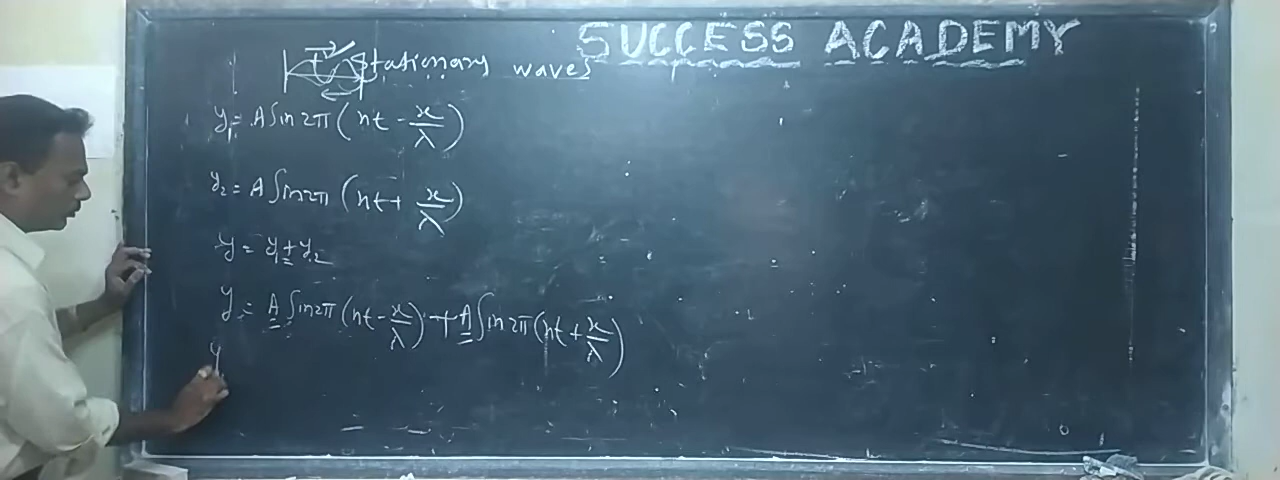 SUCCESS ACADEMY
Stationary waves
y₁ = A Sin 2π (nt - x/λ)
y₂ = A Sin 2π (nt + x/λ)
y = y₁ + y₂
y = A Sin 2π (nt - x/λ) + A Sin 2π (nt + x/λ)
y